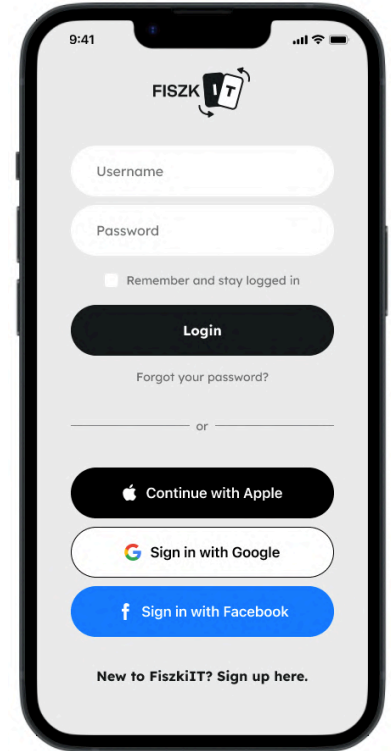 9:41
FISZK IT
Username
Password
Remember and stay logged in
Login
Forgot your password?
or
Continue with Apple
Sign in with Google
Sign in with Facebook
New to FiszkiIT? Sign up here.